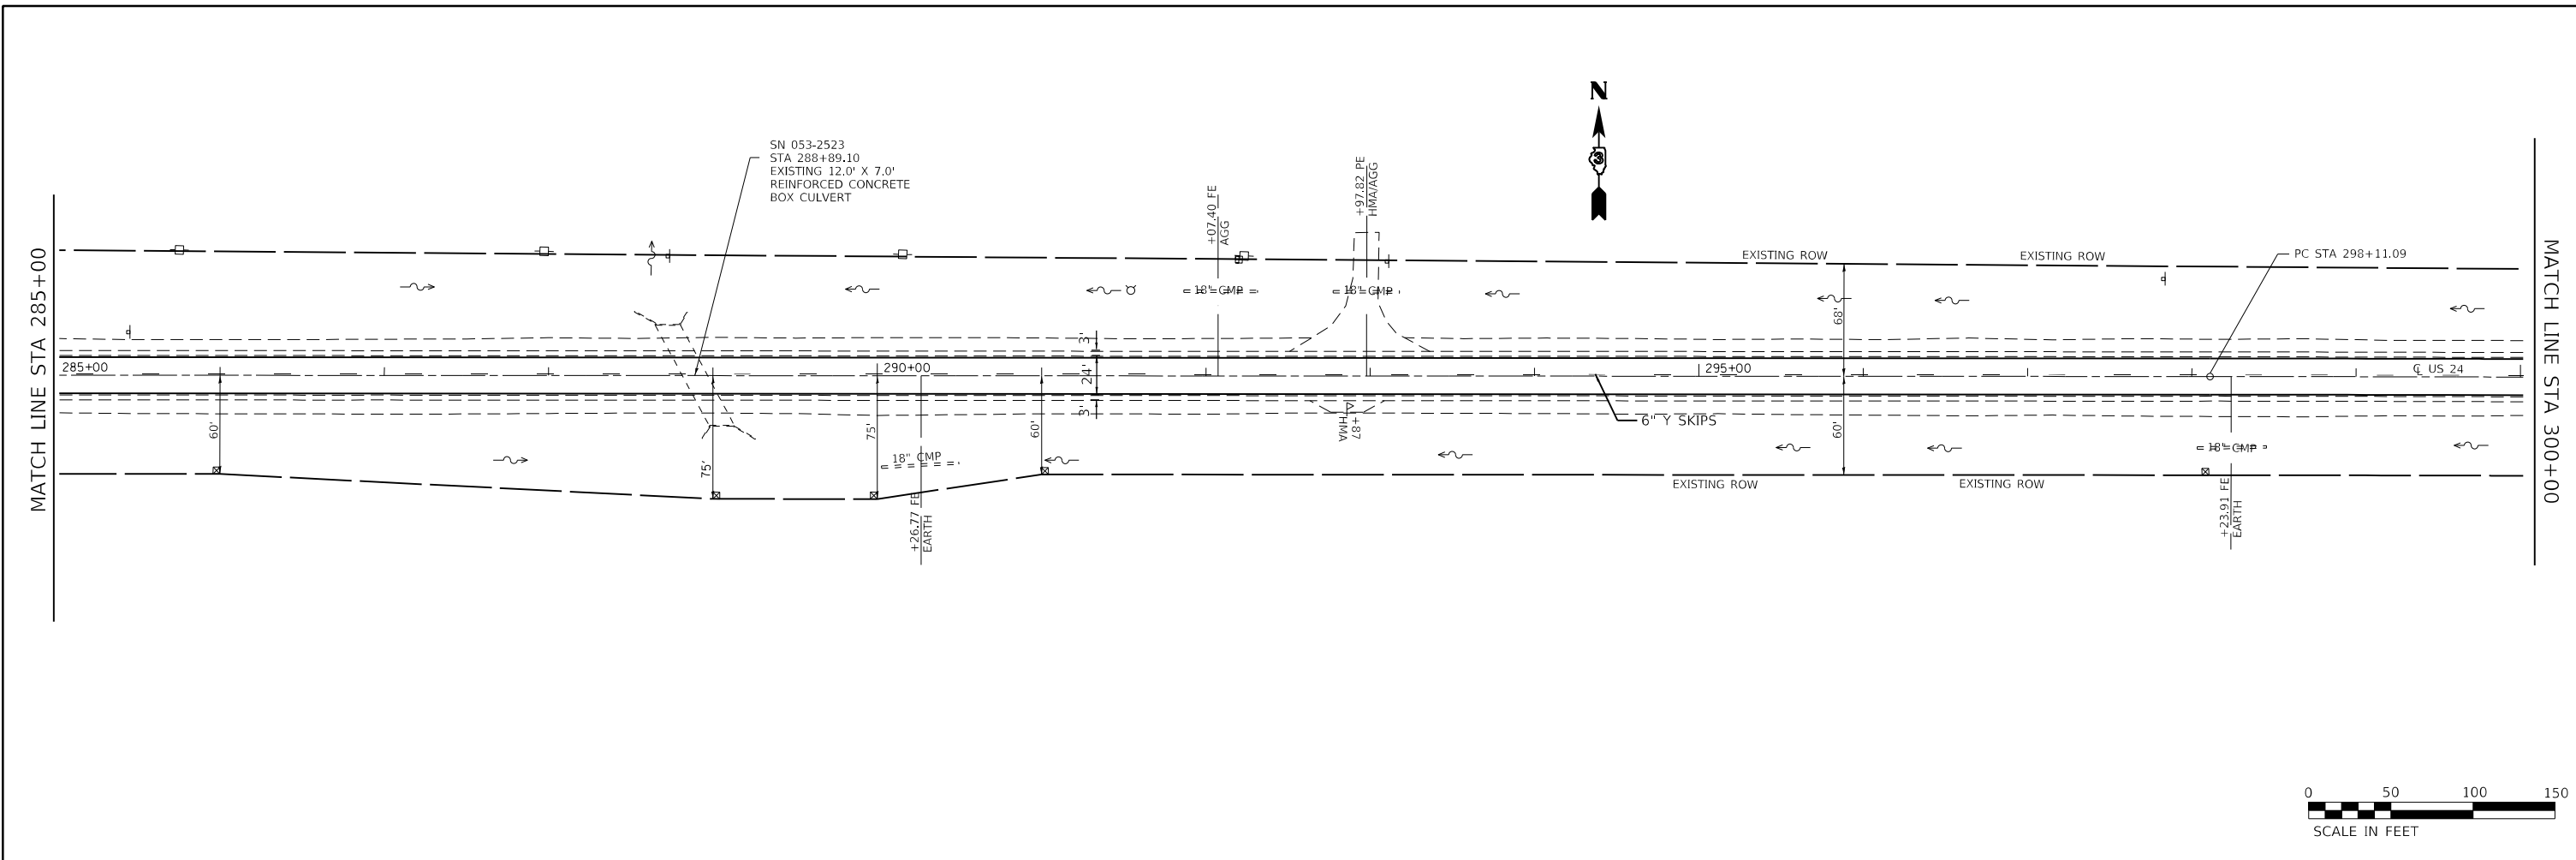 N
3
SN 053-2523
STA 288+89.10
EXISTING 12.0' X 7.0'
REINFORCED CONCRETE
BOX CULVERT
+07.40 FE
AGG
+97.82 PE
HMA/AGG
EXISTING ROW
EXISTING ROW
PC STA 298+11.09
MATCH LINE STA 285+00
MATCH LINE STA 300+00
18" CMP
18" CMP
68'
3'
285+00
290+00
24'
295+00
℄ US 24
3'
6" Y SKIPS
+87
HMA
60'
75'
75'
60'
60'
18" CMP
18" CMP
EXISTING ROW
EXISTING ROW
+26.77 FE
EARTH
+23.91 FE
EARTH
0 50 100 150
SCALE IN FEET